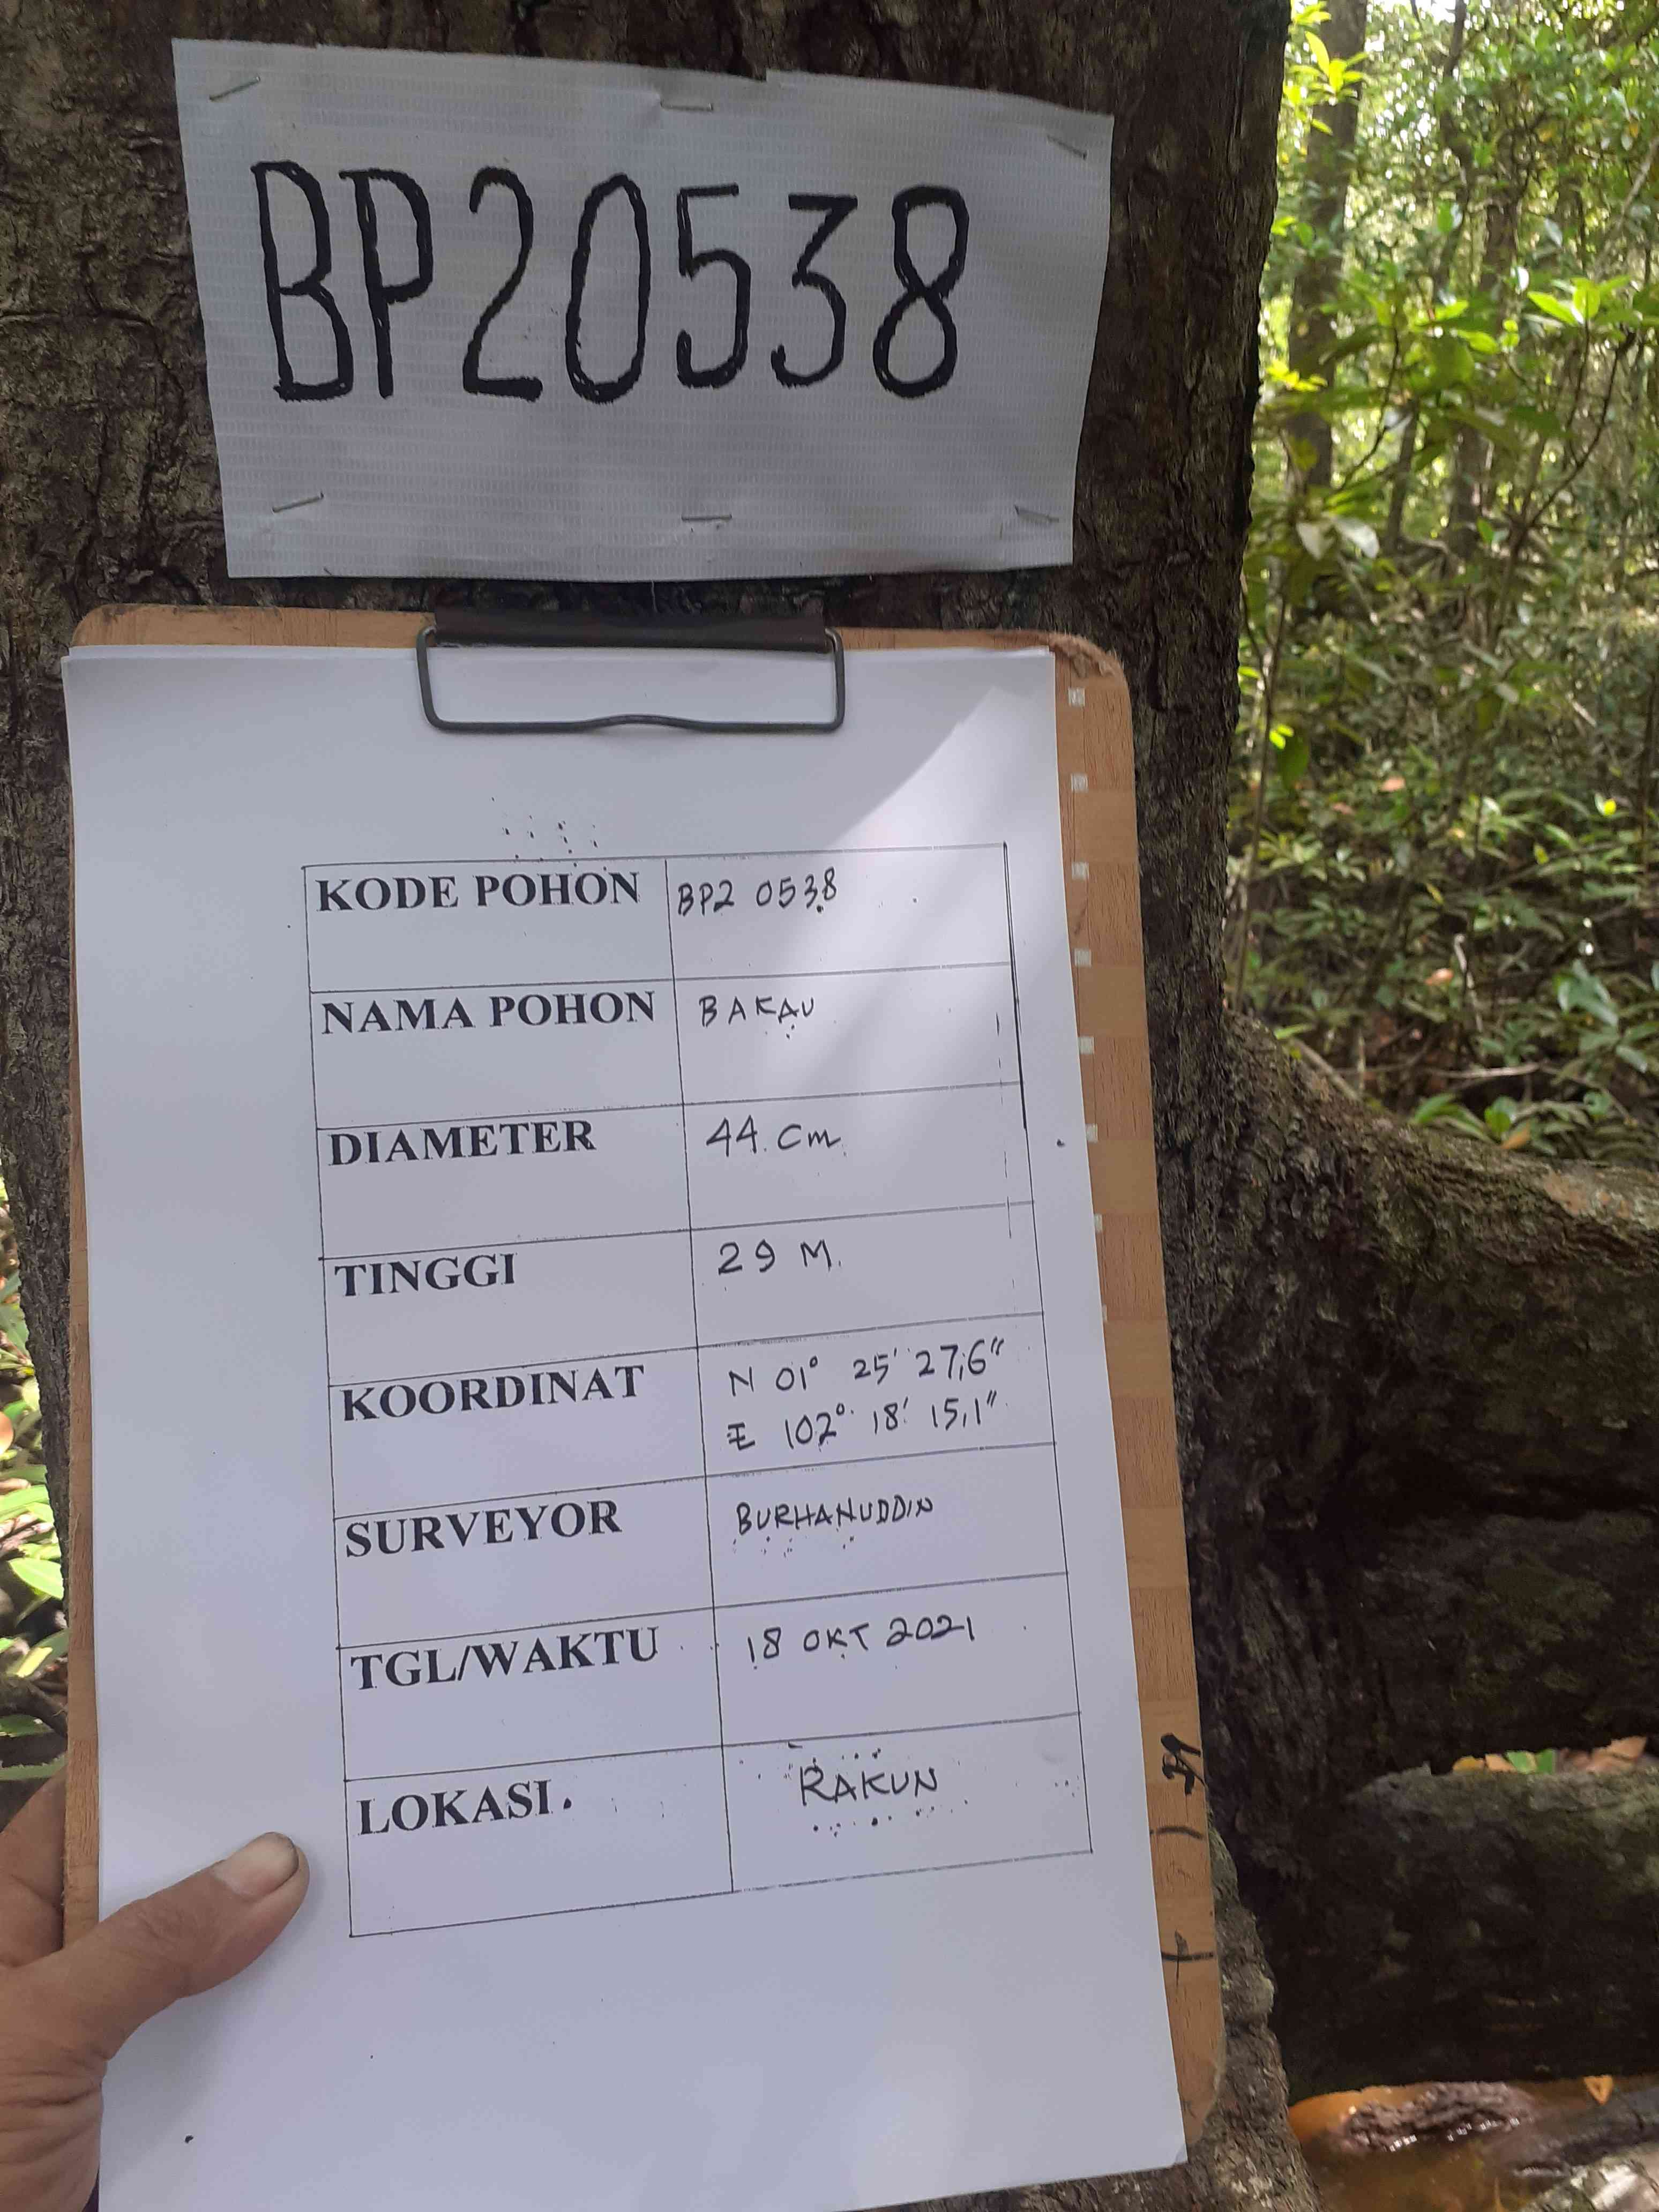 BP20538
KODE POHON BP2 0538
NAMA POHON BAKAU
DIAMETER 44 cm
TINGGI 29 M.
KOORDINAT N 01° 25' 27,6"
E 102° 18' 15,1"
SURVEYOR BURHANUDDIN
TGL/WAKTU 18 OKT 2021
LOKASI. RAKUN